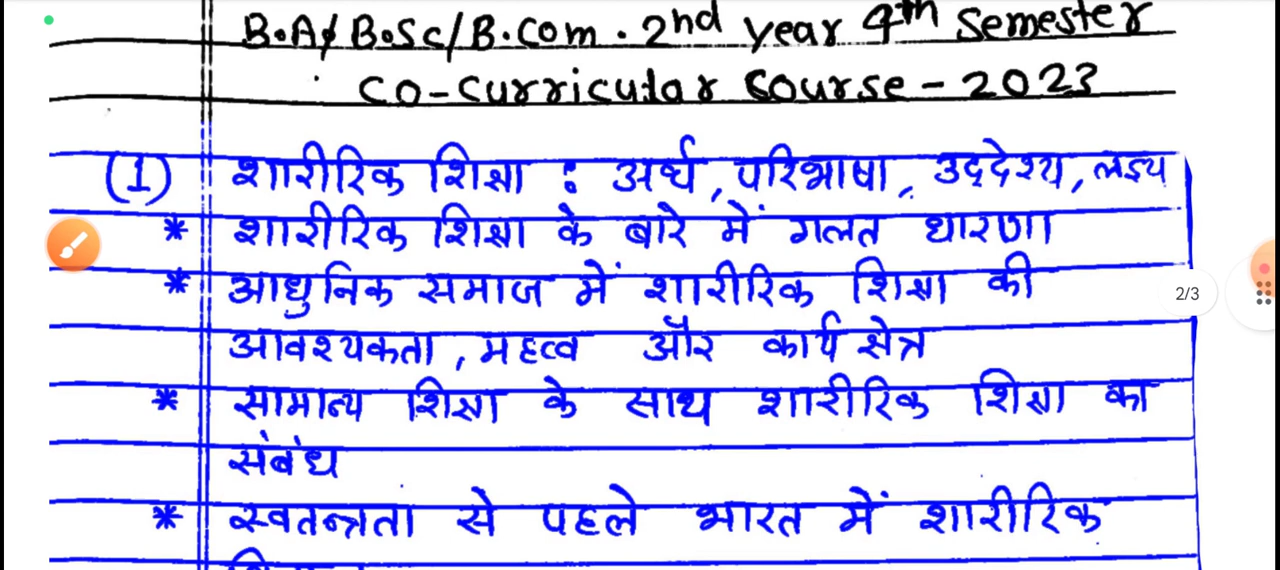 B.A/B.Sc/B.Com. 2nd year 4th Semester
Co-Curricular Course - 2023
(1) शारीरिक शिक्षा : अर्थ, परिभाषा, उद्देश्य, लक्ष्य
* शारीरिक शिक्षा के बारे में गलत धारणा
* आधुनिक समाज में शारीरिक शिक्षा की
आवश्यकता, महत्व और कार्य क्षेत्र
2/3
* सामान्य शिक्षा के साथ शारीरिक शिक्षा का
संबंध
* स्वतन्त्रता से पहले भारत में शारीरिक